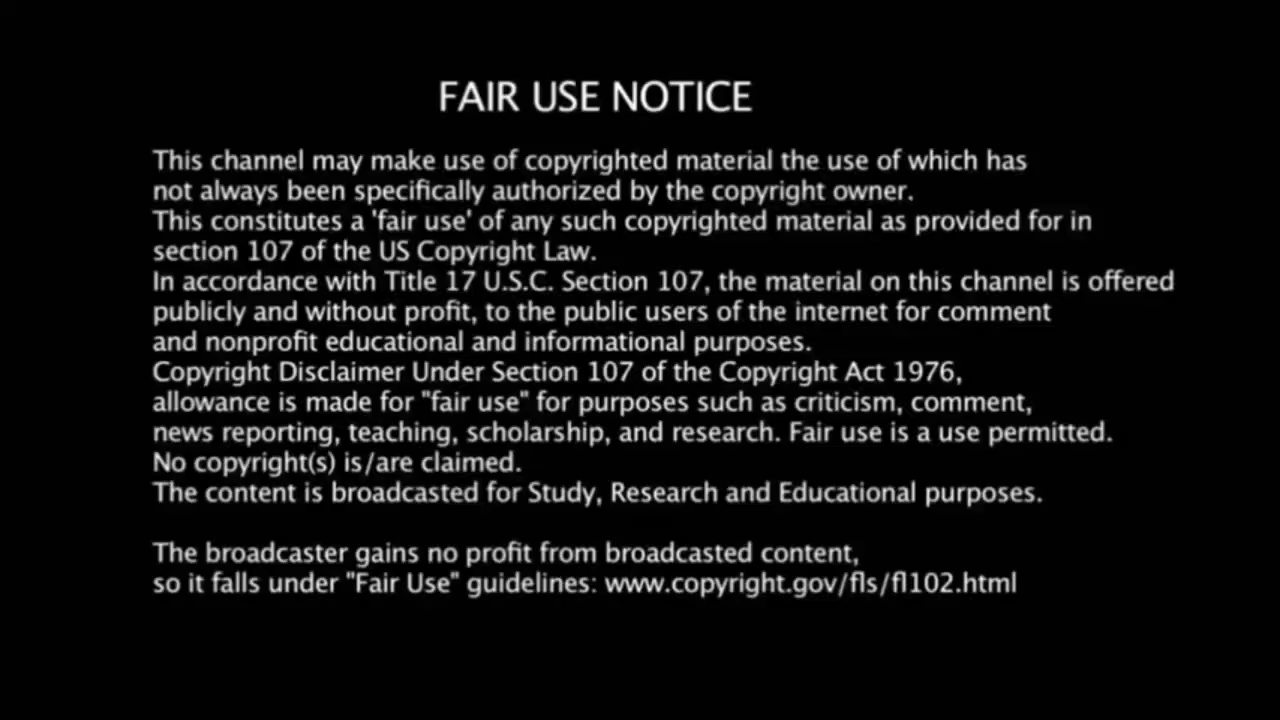 FAIR USE NOTICE
This channel may make use of copyrighted material the use of which has
not always been specifically authorized by the copyright owner.
This constitutes a 'fair use' of any such copyrighted material as provided for in
section 107 of the US Copyright Law.
In accordance with Title 17 U.S.C. Section 107, the material on this channel is offered
publicly and without profit, to the public users of the internet for comment
and nonprofit educational and informational purposes.
Copyright Disclaimer Under Section 107 of the Copyright Act 1976,
allowance is made for "fair use" for purposes such as criticism, comment,
news reporting, teaching, scholarship, and research. Fair use is a use permitted.
No copyright(s) is/are claimed.
The content is broadcasted for Study, Research and Educational purposes.
The broadcaster gains no profit from broadcasted content,
so it falls under "Fair Use" guidelines: www.copyright.gov/fls/fl102.html